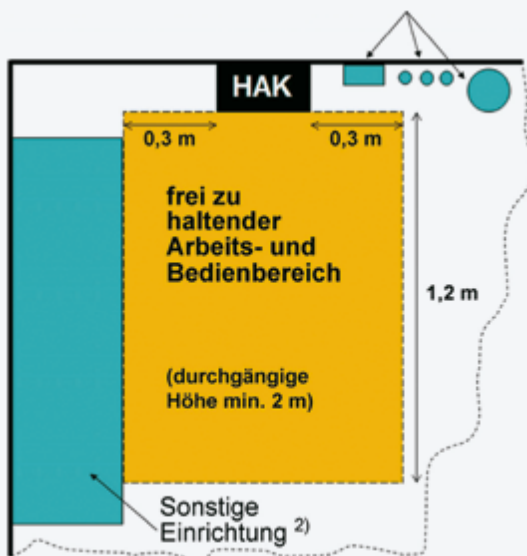 HAK
0,3 m
0,3 m
frei zu
haltender
Arbeits- und
Bedienbereich
1,2 m
(durchgängige
Höhe min. 2 m)
Sonstige
Einrichtung 2)